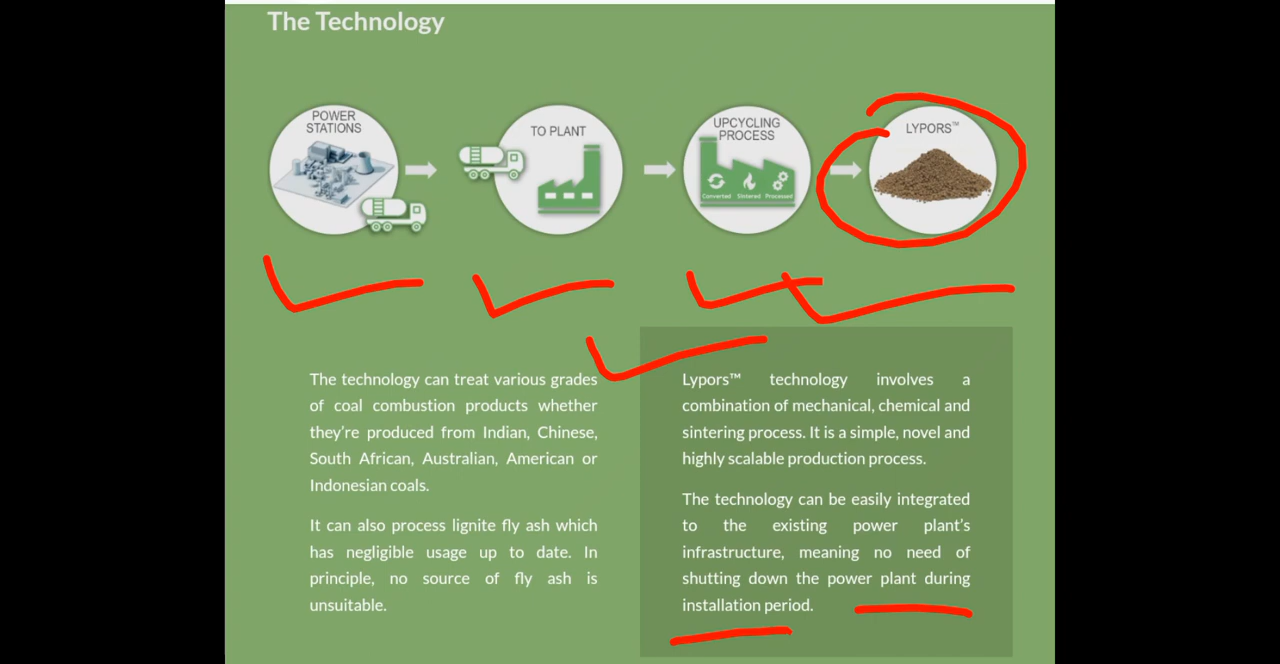 The Technology
POWER
STATIONS
TO PLANT
UPCYCLING
PROCESS
Converted Sintered Processed
LYPORS™
The technology can treat various grades
of coal combustion products whether
they're produced from Indian, Chinese,
South African, Australian, American or
Indonesian coals.
It can also process lignite fly ash which
has negligible usage up to date. In
principle, no source of fly ash is
unsuitable.
Lypors™ technology involves a
combination of mechanical, chemical and
sintering process. It is a simple, novel and
highly scalable production process.
The technology can be easily integrated
to the existing power plant's
infrastructure, meaning no need of
shutting down the power plant during
installation period.